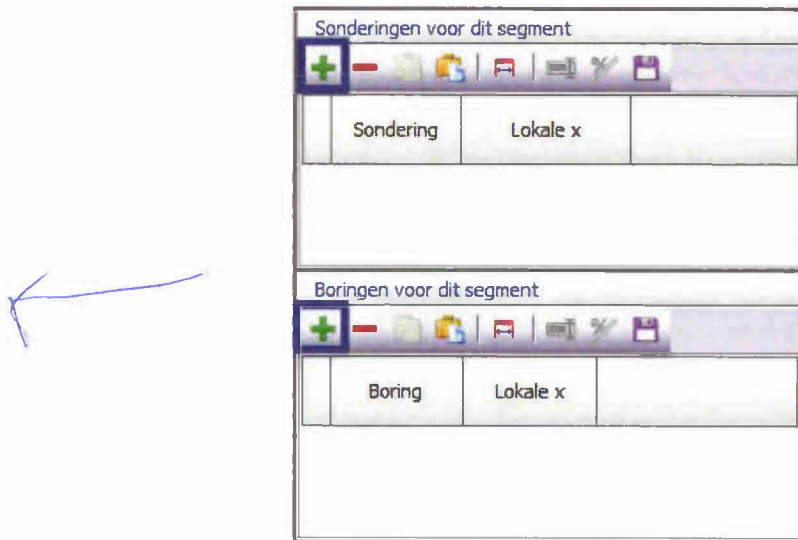 Sonderingen voor dit segment
Sondering Lokale x
Boringen voor dit segment
Boring Lokale x